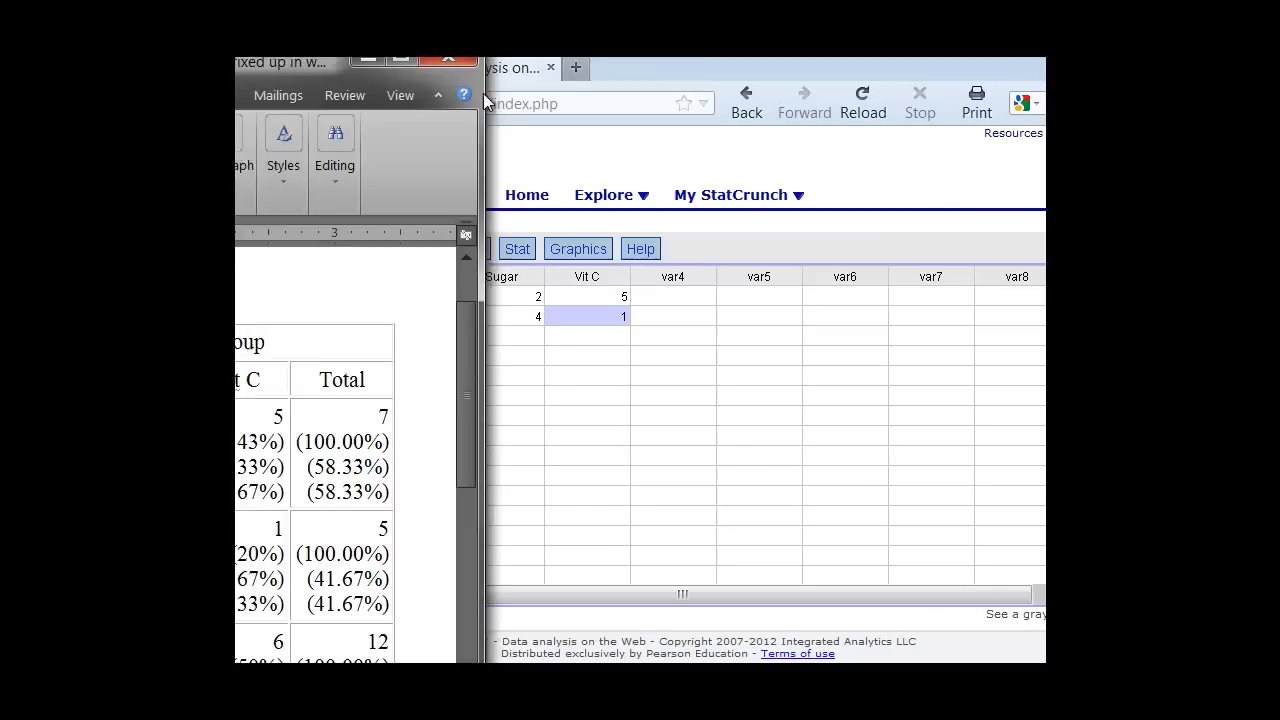 ixed up in w...
Mailings Review View
aph Styles Editing
3
oup
t C Total
5 7
43%) (100.00%)
33%) (58.33%)
67%) (58.33%)
1 5
(20%) (100.00%)
67%) (41.67%)
33%) (41.67%)
6 12
(100.00%)
ysis on...
index.php
Back Forward Reload Stop Print
Resources
Home Explore My StatCrunch
Stat Graphics Help
Sugar Vit C var4 var5 var6 var7 var8
2 5
4 1
See a gray
- Data analysis on the Web - Copyright 2007-2012 Integrated Analytics LLC
Distributed exclusively by Pearson Education - Terms of use